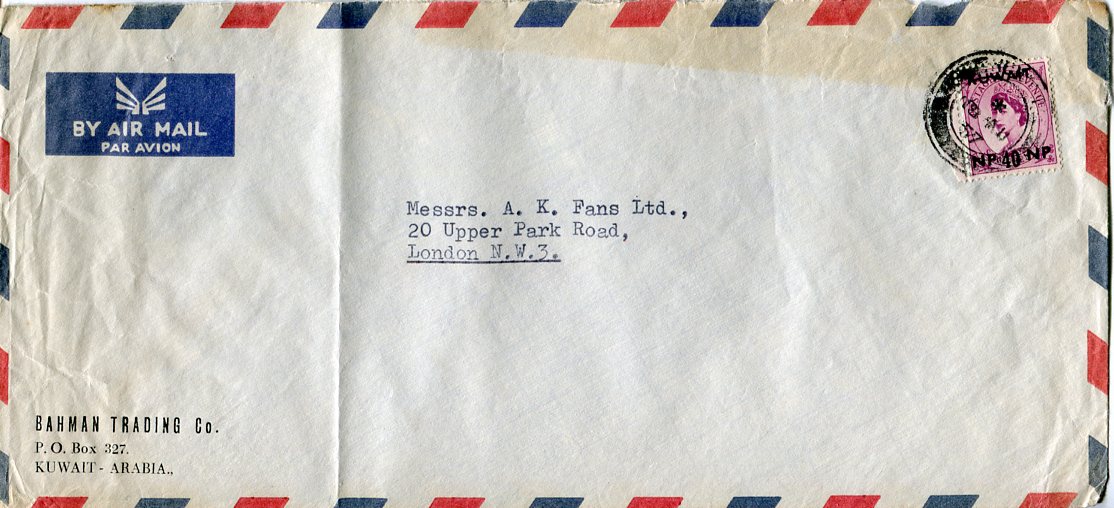 BY AIR MAIL
PAR AVION
KUWAIT
NP 40 NP
Messrs. A. K. Fans Ltd.,
20 Upper Park Road,
London N.W.3.
BAHMAN TRADING Co.
P. O. Box 327.
KUWAIT - ARABIA.,